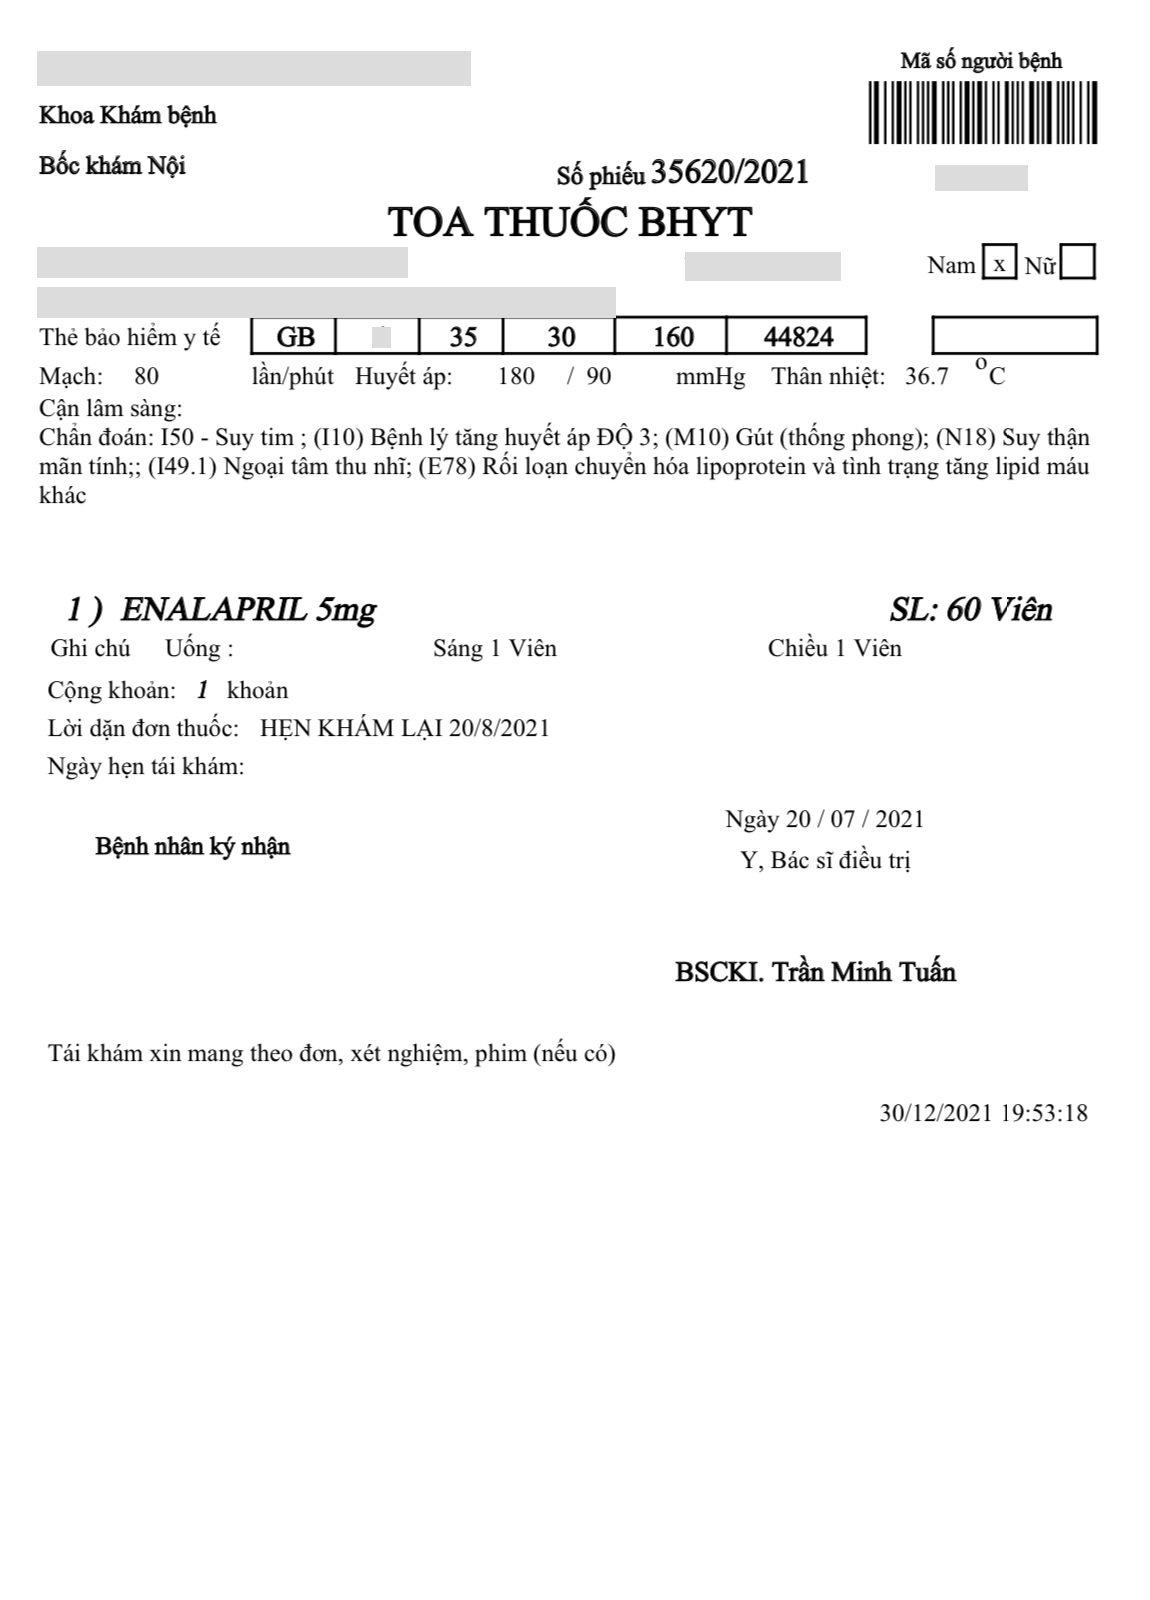 Mã số người bệnh
Khoa Khám bệnh
Bốc khám Nội
Số phiếu 35620/2021
TOA THUỐC BHYT
Nam x Nữ
Thẻ bảo hiểm y tế GB 35 30 160 44824
Mạch: 80 lần/phút Huyết áp: 180 / 90 mmHg Thân nhiệt: 36.7 °C
Cận lâm sàng:
Chẩn đoán: I50 - Suy tim ; (I10) Bệnh lý tăng huyết áp ĐỘ 3; (M10) Gút (thống phong); (N18) Suy thận
mãn tính;; (I49.1) Ngoại tâm thu nhĩ; (E78) Rối loạn chuyển hóa lipoprotein và tình trạng tăng lipid máu
khác
1 ) ENALAPRIL 5mg SL: 60 Viên
Ghi chú Uống : Sáng 1 Viên Chiều 1 Viên
Cộng khoản: 1 khoản
Lời dặn đơn thuốc: HẸN KHÁM LẠI 20/8/2021
Ngày hẹn tái khám:
Ngày 20 / 07 / 2021
Bệnh nhân ký nhận
Y, Bác sĩ điều trị
BSCKI. Trần Minh Tuấn
Tái khám xin mang theo đơn, xét nghiệm, phim (nếu có)
30/12/2021 19:53:18